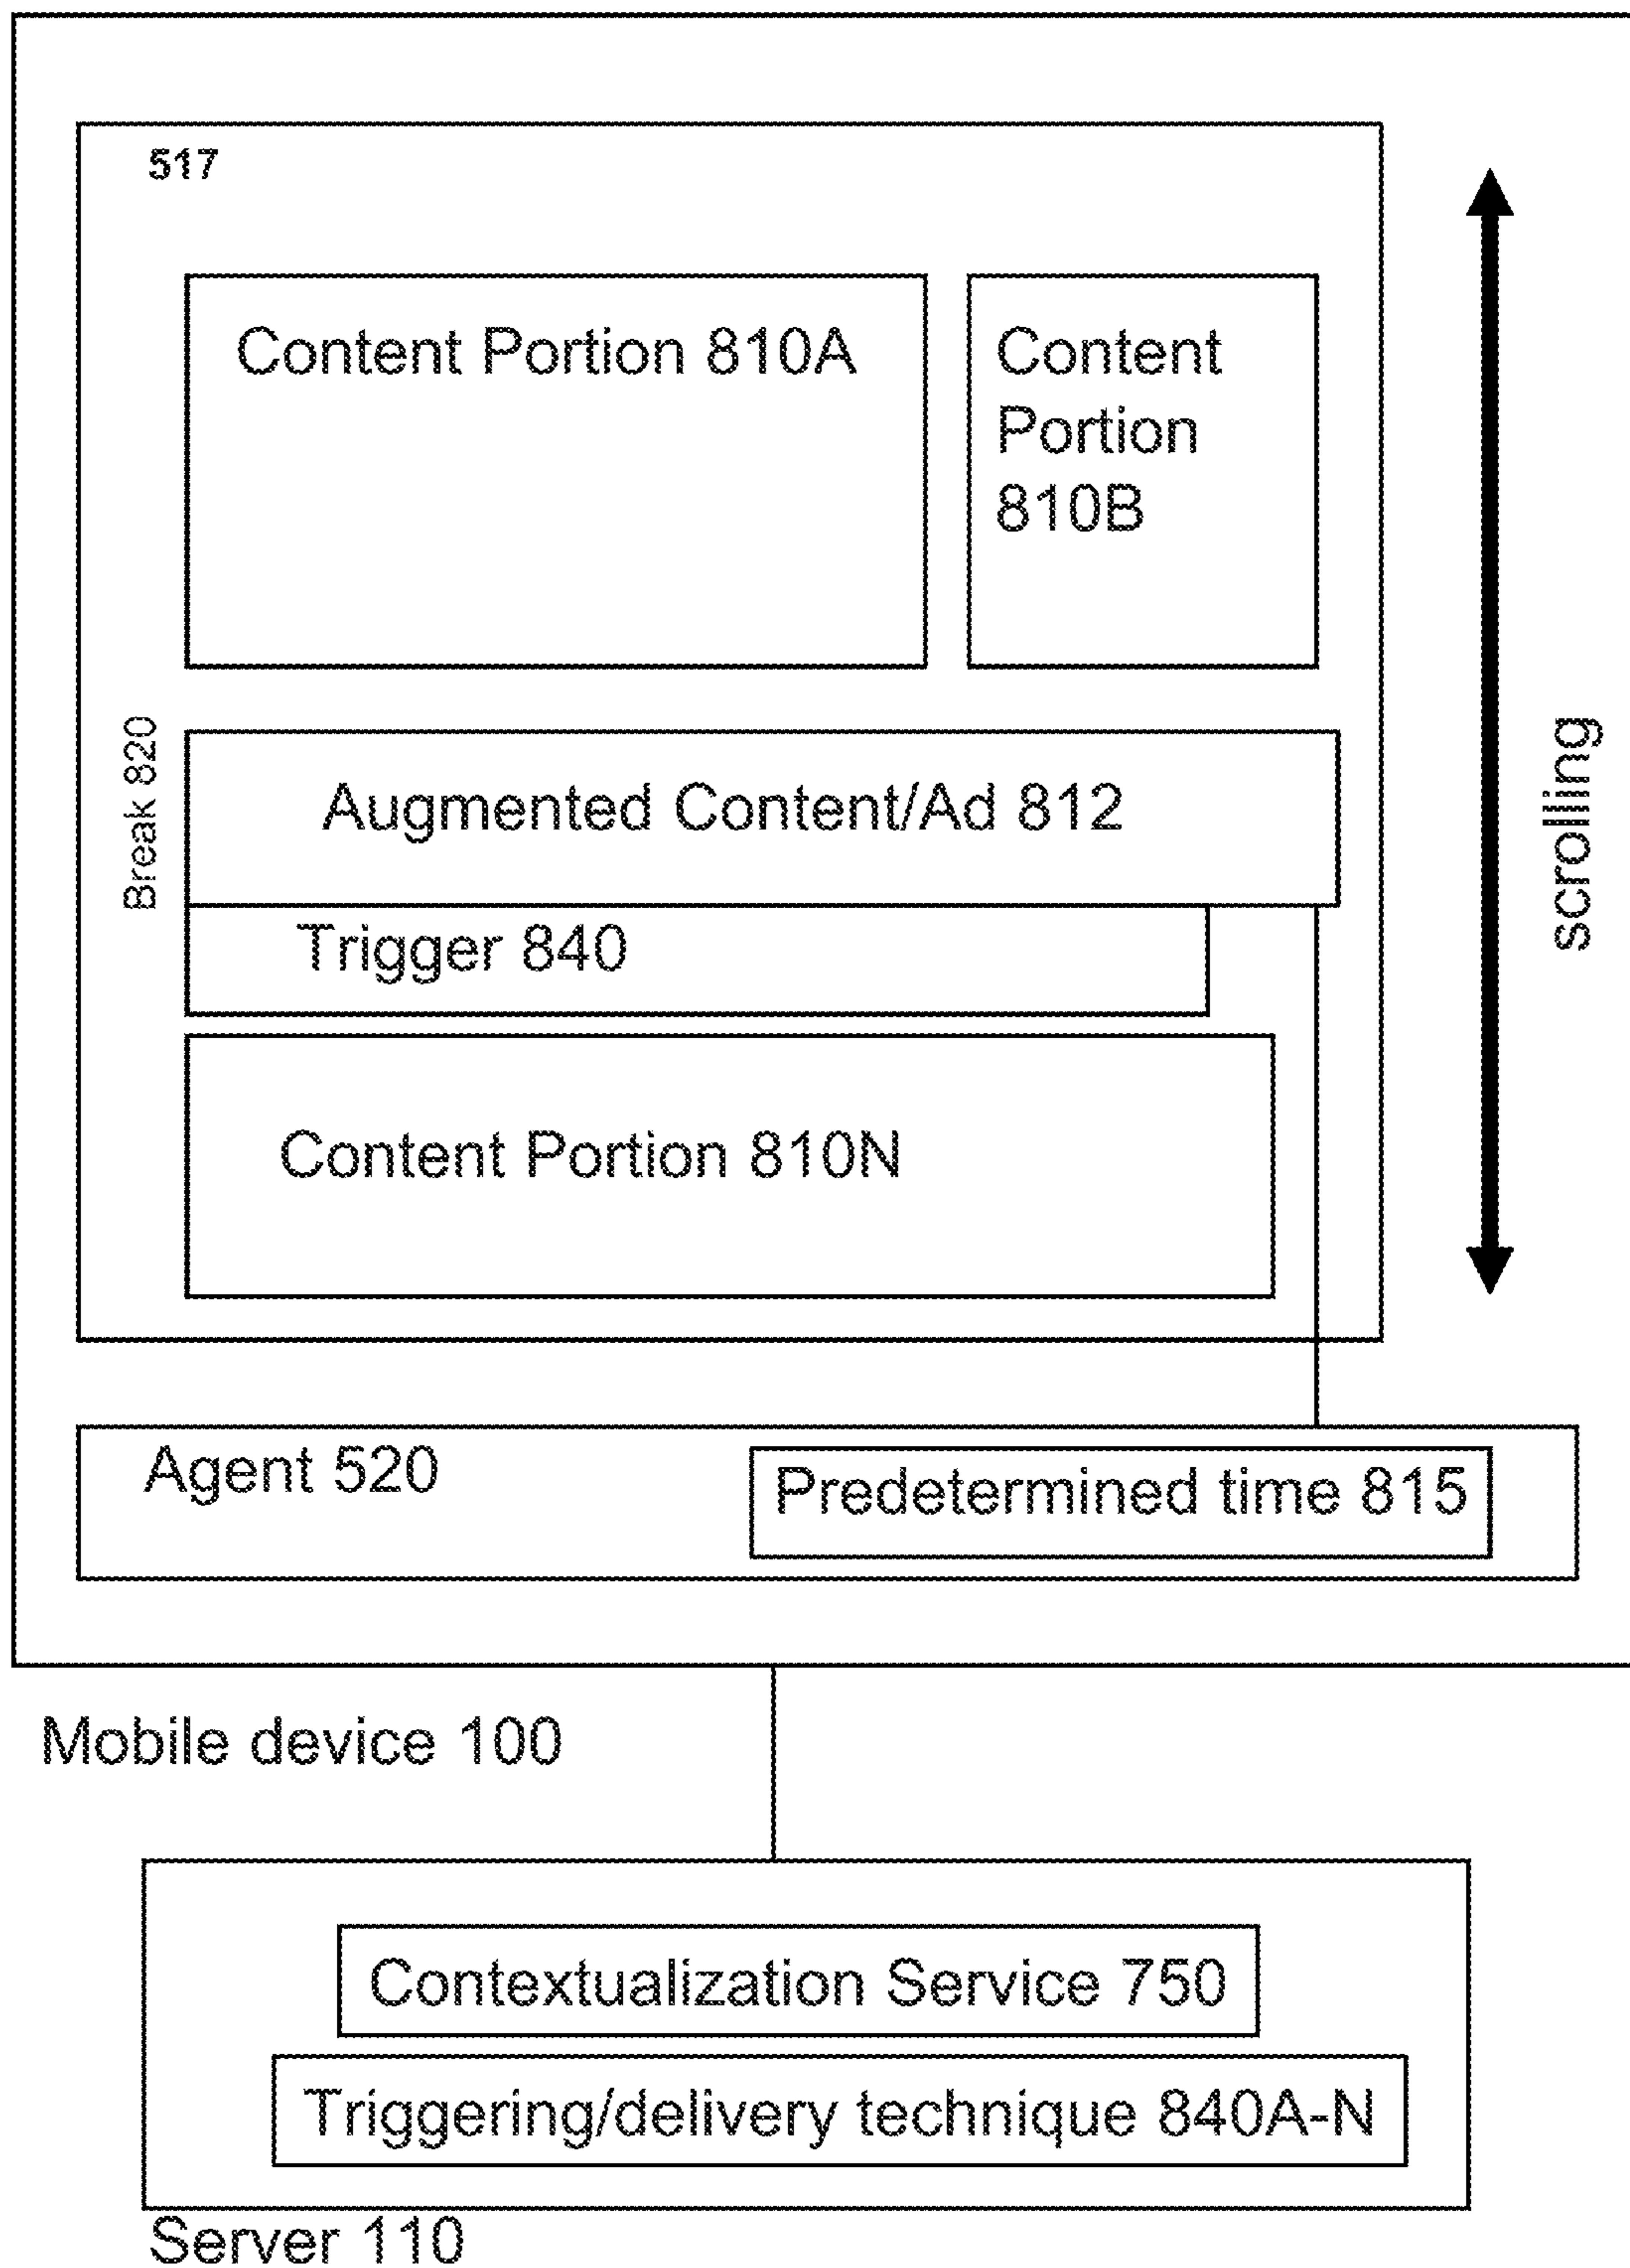 517
Content Portion 810A
Content
Portion
810B
scrolling
Break 820
Augmented Content/Ad 812
Trigger 840
Content Portion 810N
Agent 520
Predetermined time 815
Mobile device 100
Contextualization Service 750
Triggering/delivery technique 840A-N
Server 110